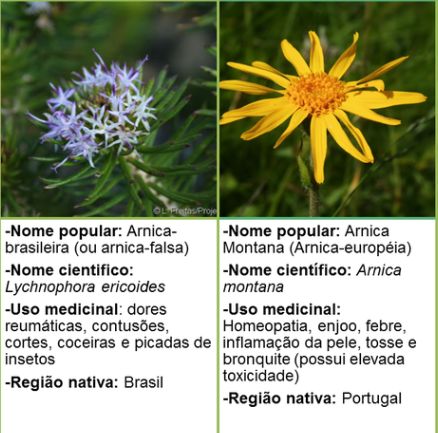 © L. Freitas/Proje
-Nome popular: Arnica-
brasileira (ou arnica-falsa)
-Nome cientifico:
Lychnophora ericoides
-Uso medicinal: dores
reumáticas, contusões,
cortes, coceiras e picadas de
insetos
-Região nativa: Brasil
-Nome popular: Arnica
Montana (Arnica-européia)
-Nome científico: Arnica
montana
-Uso medicinal:
Homeopatia, enjoo, febre,
inflamação da pele, tosse e
bronquite (possui elevada
toxicidade)
-Região nativa: Portugal